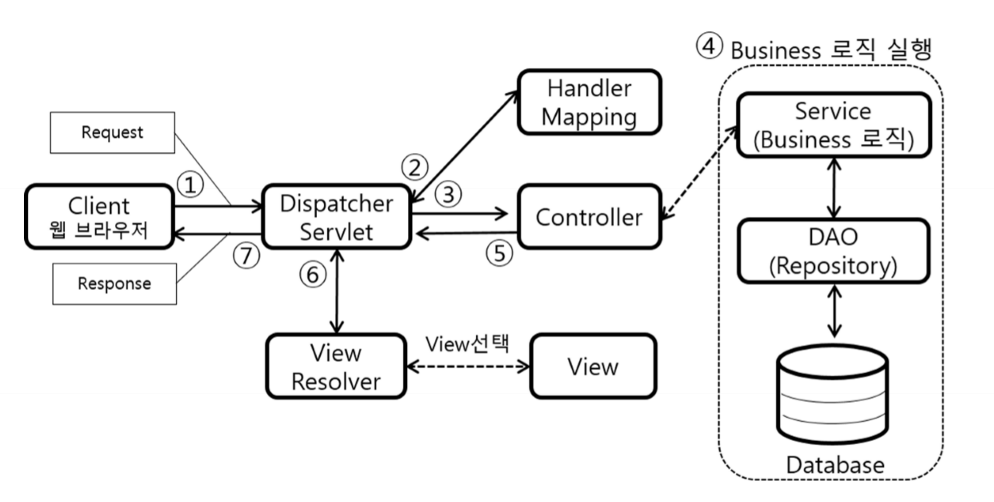 ④ Business 로직 실행
Handler
Mapping
Service
(Business 로직)
Request
②
①
③
Client
웹 브라우저
Dispatcher
Servlet
Controller
DAO
(Repository)
⑦
⑤
⑥
Response
View
Resolver
View선택
View
Database